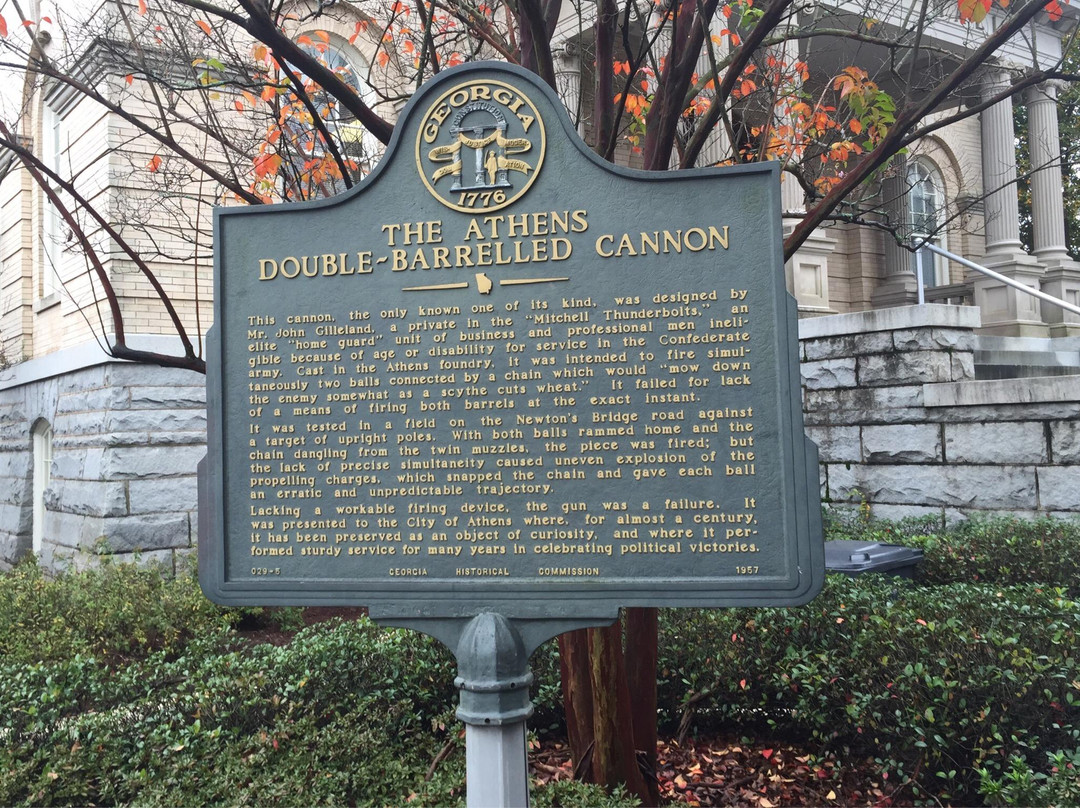 GEORGIA
CONSTITUTION
1776
THE ATHENS
DOUBLE-BARRELLED CANNON
This cannon, the only known one of its kind, was designed by
Mr. John Gilleland, a private in the "Mitchell Thunderbolts," an
elite "home guard" unit of business and professional men ineli-
gible because of age or disability for service in the Confederate
army. Cast in the Athens foundry, it was intended to fire simul-
taneously two balls connected by a chain which would "mow down
the enemy somewhat as a scythe cuts wheat." It failed for lack
of a means of firing both barrels at the exact instant.
It was tested in a field on the Newton's Bridge road against
a target of upright poles. With both balls rammed home and the
chain dangling from the twin muzzles, the piece was fired; but
the lack of precise simultaneity caused uneven explosion of the
propelling charges, which snapped the chain and gave each ball
an erratic and unpredictable trajectory.
Lacking a workable firing device, the gun was a failure. It
was presented to the City of Athens where, for almost a century,
it has been preserved as an object of curiosity, and where it per-
formed sturdy service for many years in celebrating political victories.
029-5 GEORGIA HISTORICAL COMMISSION 1957